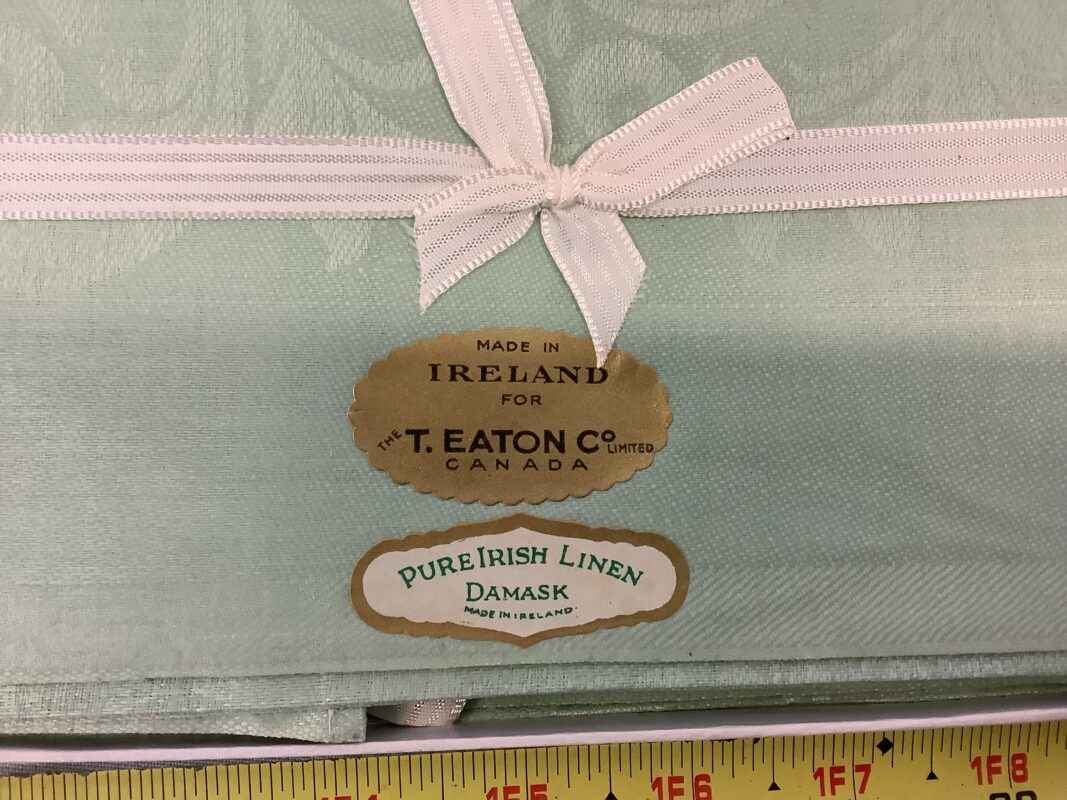 MADE IN
IRELAND
FOR
THE T. EATON Co LIMITED
CANADA
PURE IRISH LINEN
DAMASK
MADE IN IRELAND
1F5 1F6 1F7 1F8